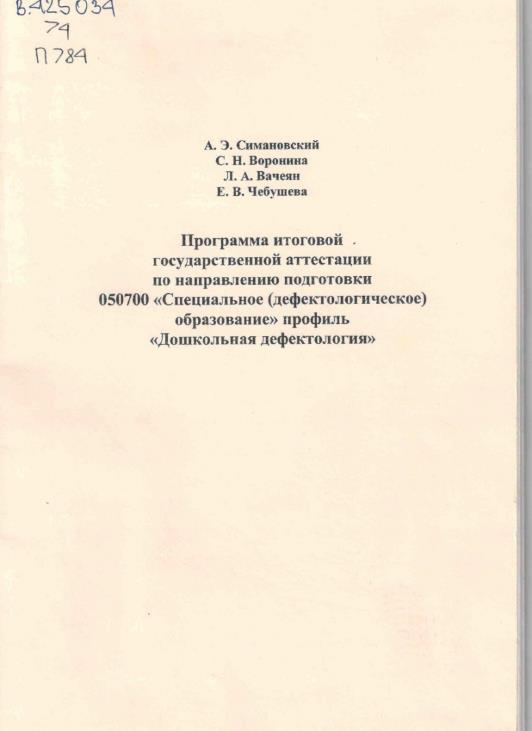 В425034
74
П784
А. Э. Симановский
С. Н. Воронина
Л. А. Вачеян
Е. В. Чебушева
Программа итоговой
государственной аттестации
по направлению подготовки
050700 «Специальное (дефектологическое)
образование» профиль
«Дошкольная дефектология»